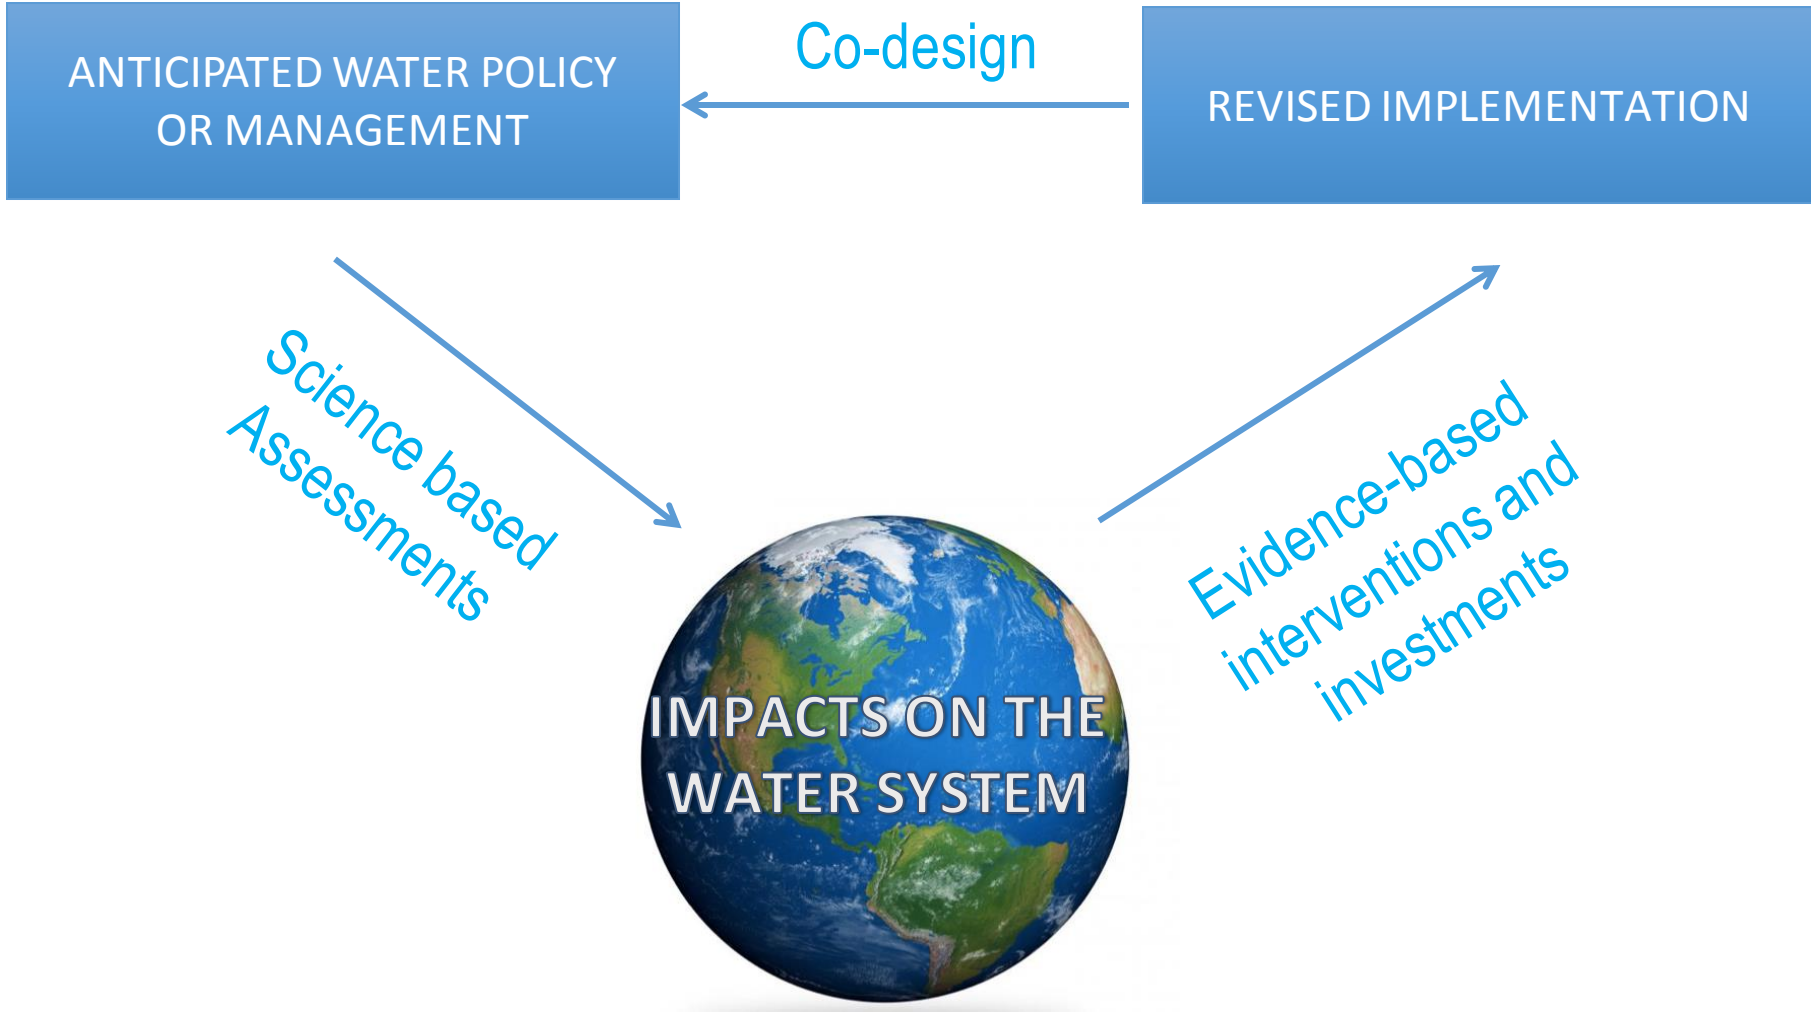 ANTICIPATED WATER POLICY
OR MANAGEMENT
Co-design
REVISED IMPLEMENTATION
Science based
Assessments
Evidence-based
interventions and
investments
IMPACTS ON THE
WATER SYSTEM